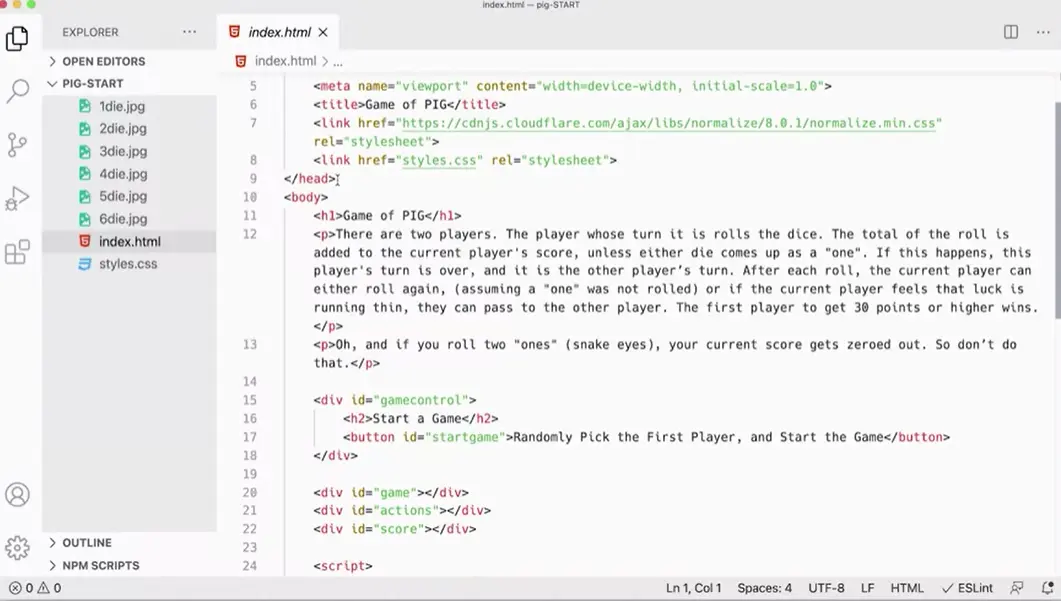 index.html — pig-START
EXPLORER
index.html
OPEN EDITORS
index.html > ...
PIG-START
1die.jpg
2die.jpg
3die.jpg
4die.jpg
5die.jpg
6die.jpg
index.html
styles.css
OUTLINE
NPM SCRIPTS
5 <meta name="viewport" content="width=device-width, initial-scale=1.0">
6 <title>Game of PIG</title>
7 <link href="https://cdnjs.cloudflare.com/ajax/libs/normalize/8.0.1/normalize.min.css"
rel="stylesheet">
8 <link href="styles.css" rel="stylesheet">
9 </head>
10 <body>
11 <h1>Game of PIG</h1>
12 <p>There are two players. The player whose turn it is rolls the dice. The total of the roll is
added to the current player's score, unless either die comes up as a "one". If this happens, this
player's turn is over, and it is the other player’s turn. After each roll, the current player can
either roll again, (assuming a "one" was not rolled) or if the current player feels that luck is
running thin, they can pass to the other player. The first player to get 30 points or higher wins.
</p>
13 <p>Oh, and if you roll two "ones" (snake eyes), your current score gets zeroed out. So don’t do
that.</p>
14
15 <div id="gamecontrol">
16 <h2>Start a Game</h2>
17 <button id="startgame">Randomly Pick the First Player, and Start the Game</button>
18 </div>
19
20 <div id="game"></div>
21 <div id="actions"></div>
22 <div id="score"></div>
23
24 <script>
0 0 Ln 1, Col 1 Spaces: 4 UTF-8 LF HTML ESLint